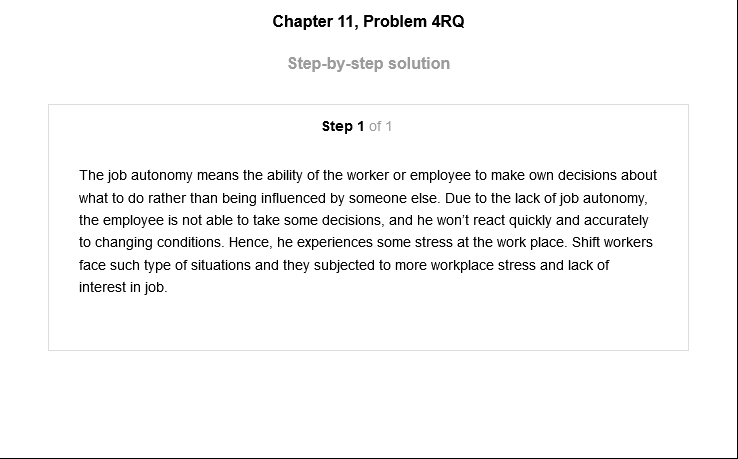 Chapter 11, Problem 4RQ
Step-by-step solution
Step 1 of 1
The job autonomy means the ability of the worker or employee to make own decisions about
what to do rather than being influenced by someone else. Due to the lack of job autonomy,
the employee is not able to take some decisions, and he won’t react quickly and accurately
to changing conditions. Hence, he experiences some stress at the work place. Shift workers
face such type of situations and they subjected to more workplace stress and lack of
interest in job.